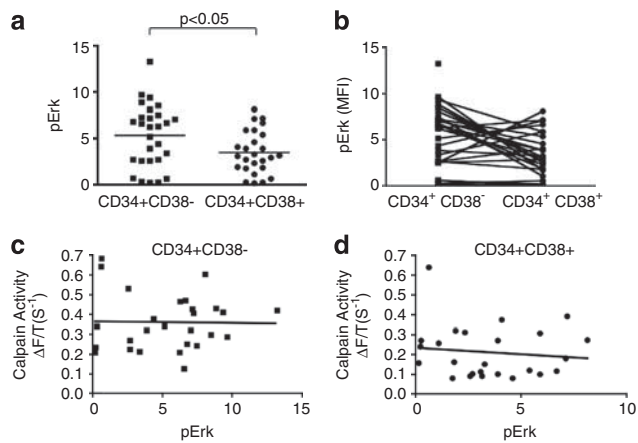 a
p<0.05
pErk
15
10
5
0
CD34+CD38-
CD34+CD38+
b
pErk (MFI)
15
10
5
0
CD34⁺ CD38⁻
CD34⁺ CD38⁺
c
CD34+CD38-
Calpain Activity
ΔF/T(S⁻¹)
0.7
0.6
0.5
0.4
0.3
0.2
0.1
0.0
0
5
10
15
pErk
d
CD34+CD38+
Calpain Activity
ΔF/T(S⁻¹)
0.7
0.6
0.5
0.4
0.3
0.2
0.1
0.0
0
5
10
pErk